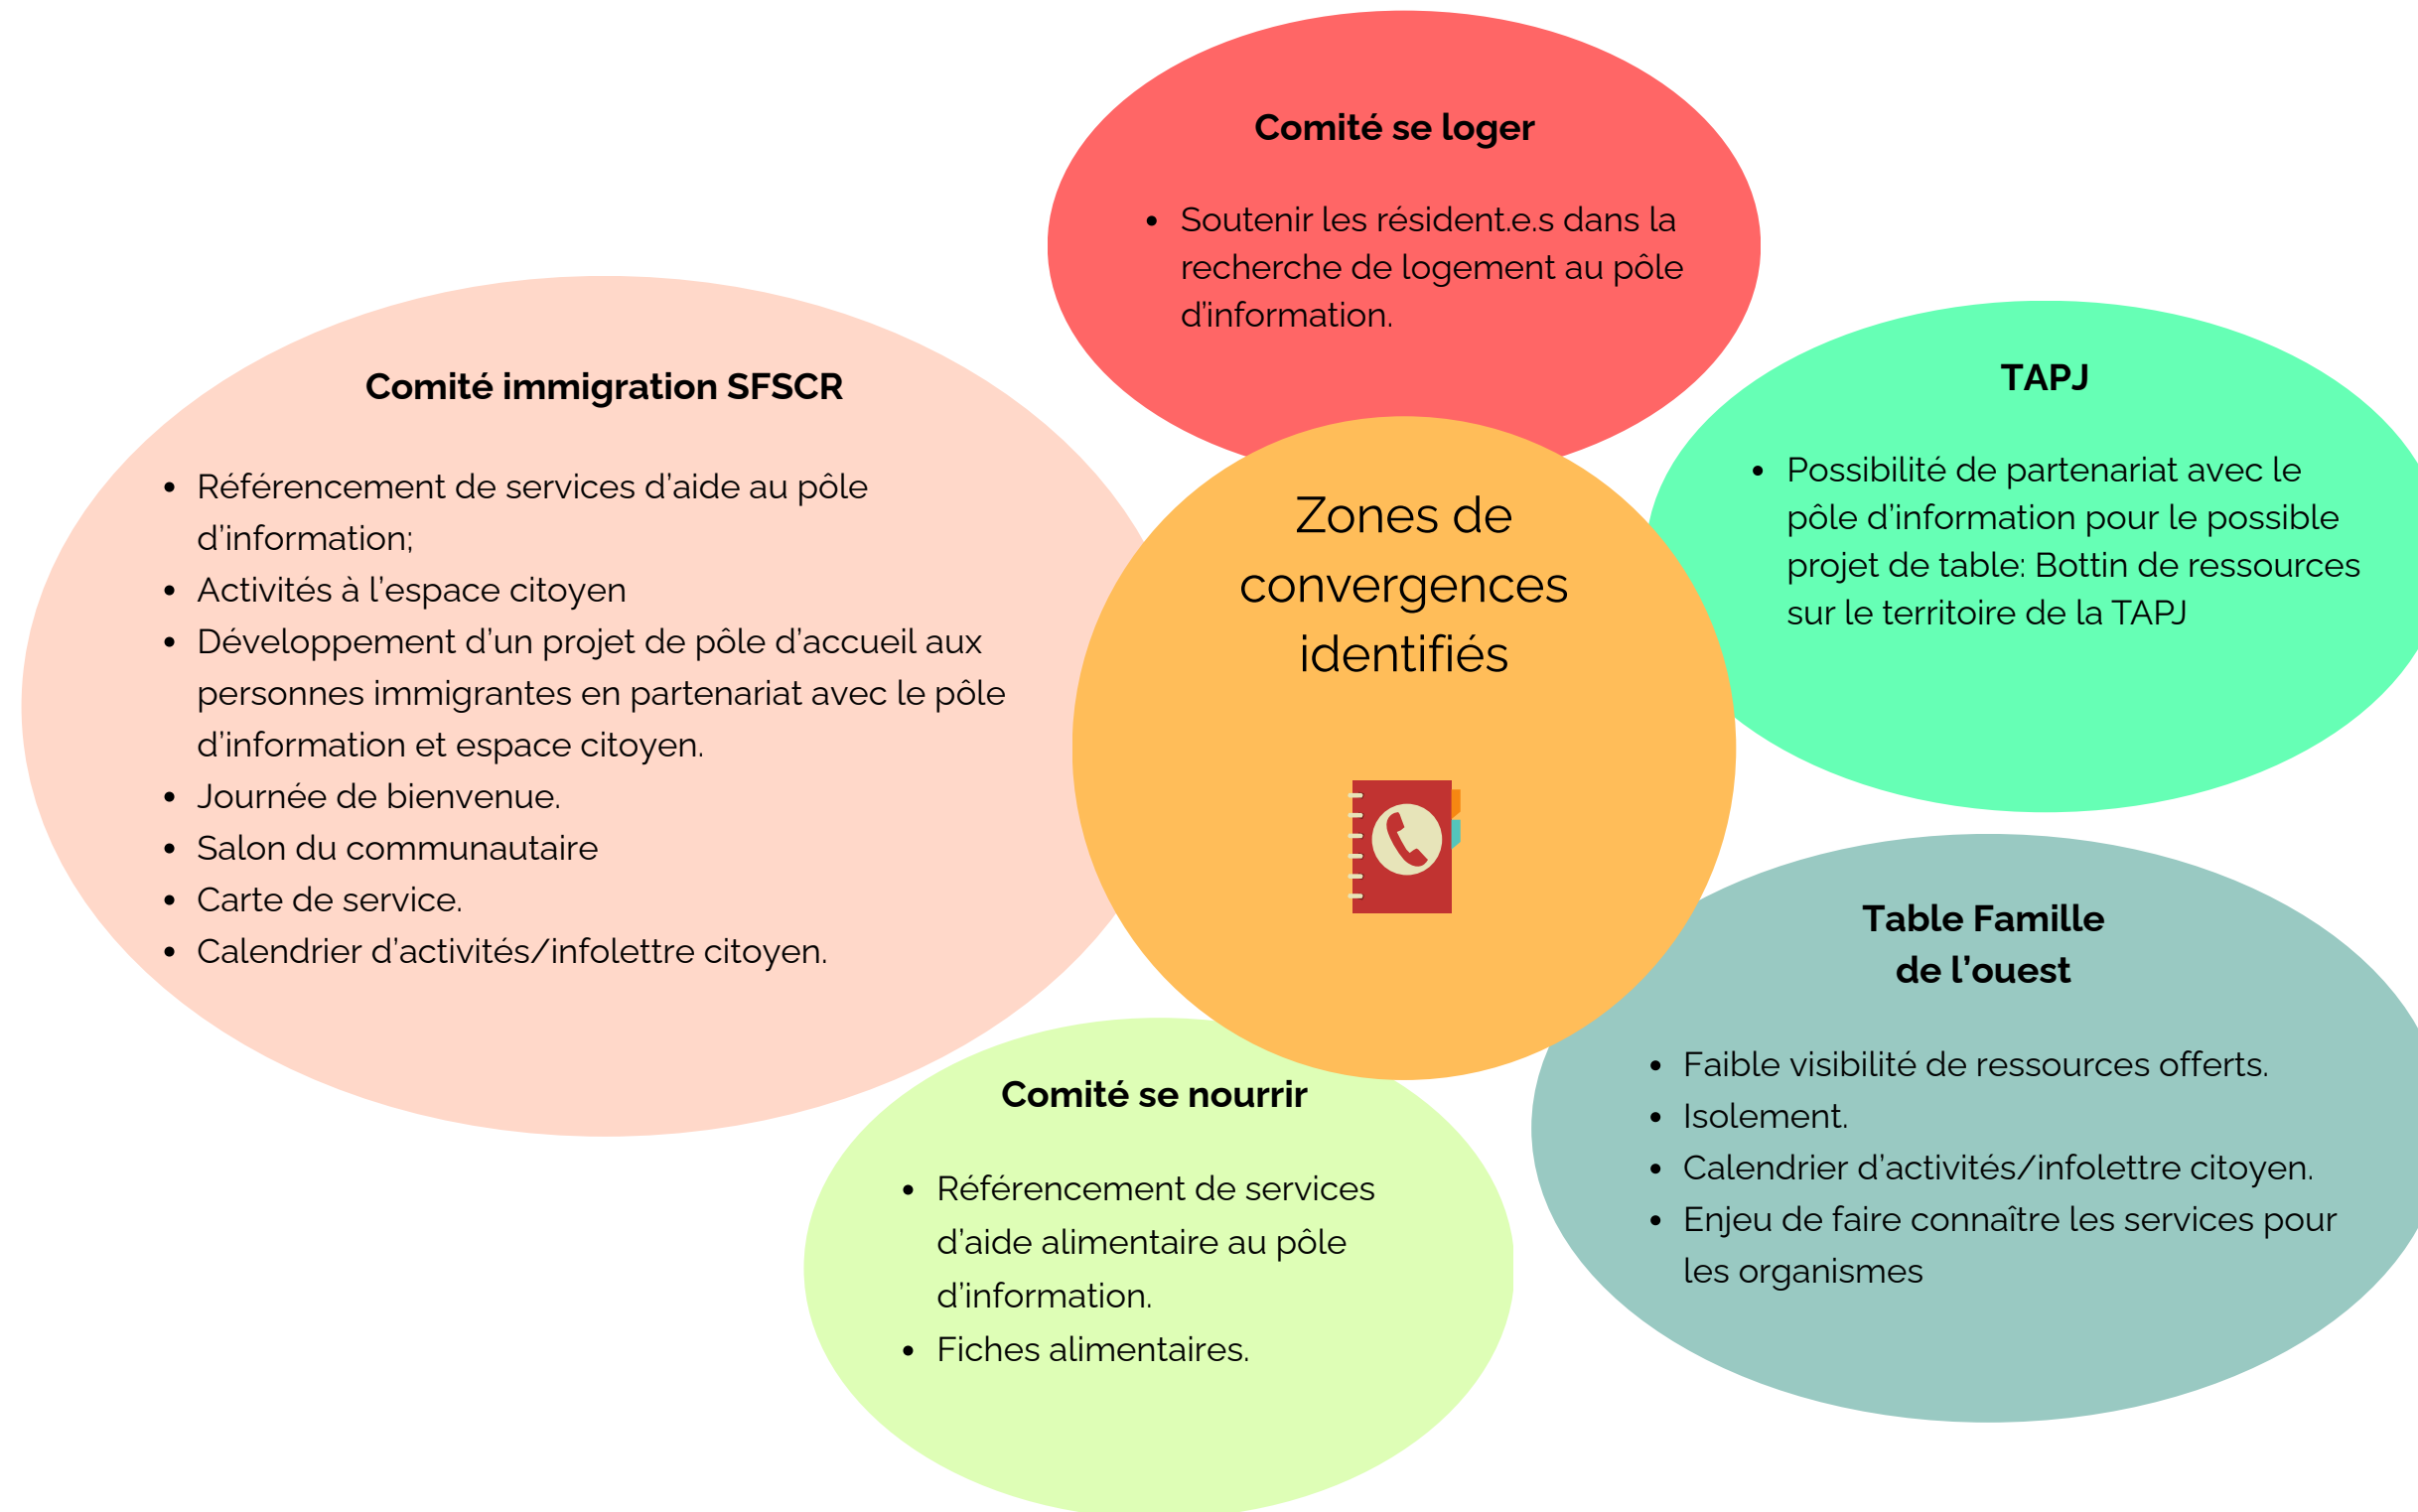 Comité se loger
• Soutenir les résident.e.s dans la
recherche de logement au pôle
d'information.
Comité immigration SFSCR
• Référencement de services d'aide au pôle
d'information;
• Activités à l'espace citoyen
• Développement d'un projet de pôle d'accueil aux
personnes immigrantes en partenariat avec le pôle
d'information et espace citoyen.
• Journée de bienvenue.
• Salon du communautaire
• Carte de service.
• Calendrier d'activités/infolettre citoyen.
Zones de
convergences
identifiés
TAPJ
• Possibilité de partenariat avec le
pôle d'information pour le possible
projet de table: Bottin de ressources
sur le territoire de la TAPJ
Table Famille
de l'ouest
• Faible visibilité de ressources offerts.
• Isolement.
• Calendrier d'activités/infolettre citoyen.
• Enjeu de faire connaître les services pour
les organismes
Comité se nourrir
• Référencement de services
d'aide alimentaire au pôle
d'information.
• Fiches alimentaires.